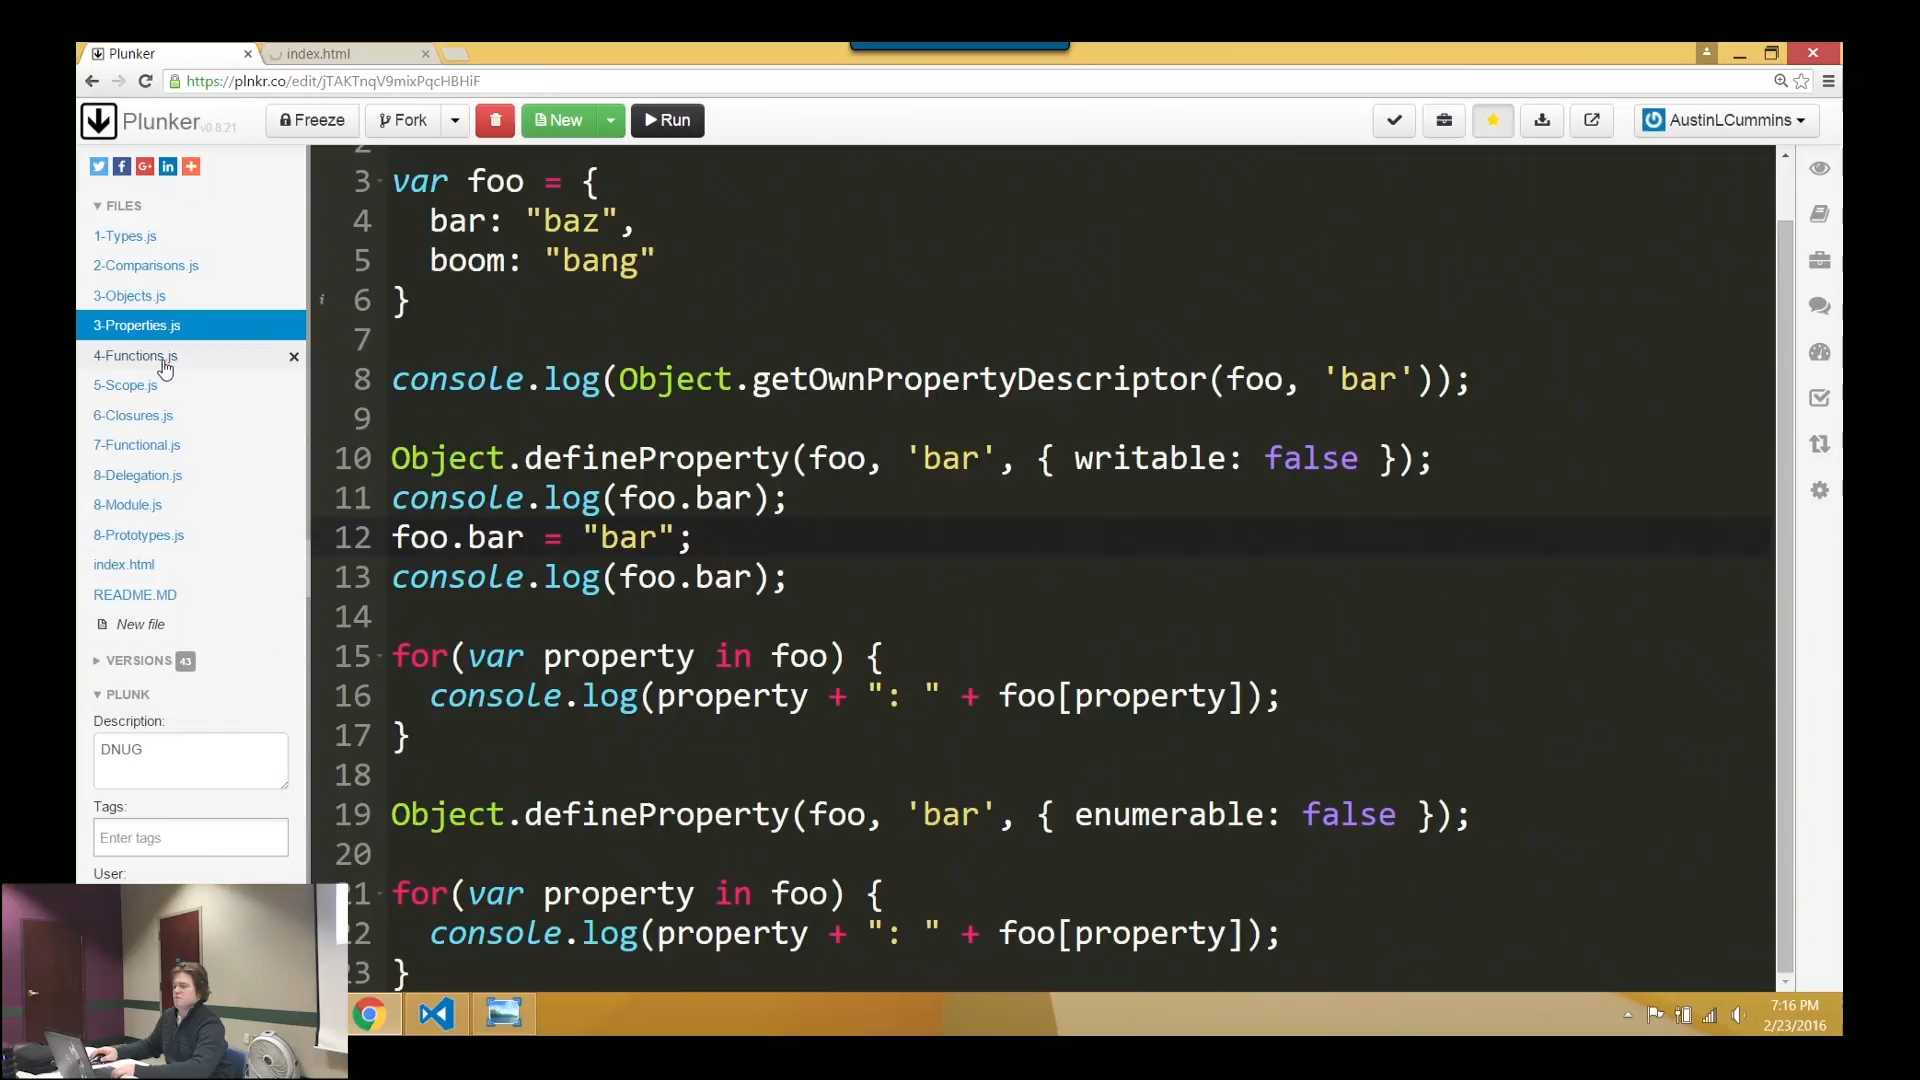 Plunker
index.html
https://plnkr.co/edit/jTAKTnqV9mixPqcHBHiF
Plunker v0.8.21
Freeze
Fork
New
Run
AustinLCummins
FILES
1-Types.js
2-Comparisons.js
3-Objects.js
3-Properties.js
4-Functions.js
5-Scope.js
6-Closures.js
7-Functional.js
8-Delegation.js
8-Module.js
8-Prototypes.js
index.html
README.MD
New file
VERSIONS 43
PLUNK
Description:
DNUG
Tags:
Enter tags
User:
2
3 var foo = {
4 bar: "baz",
5 boom: "bang"
6 }
7
8 console.log(Object.getOwnPropertyDescriptor(foo, 'bar'));
9
10 Object.defineProperty(foo, 'bar', { writable: false });
11 console.log(foo.bar);
12 foo.bar = "bar";
13 console.log(foo.bar);
14
15 for(var property in foo) {
16 console.log(property + ": " + foo[property]);
17 }
18
19 Object.defineProperty(foo, 'bar', { enumerable: false });
20
21 for(var property in foo) {
22 console.log(property + ": " + foo[property]);
23 }
7:16 PM
2/23/2016